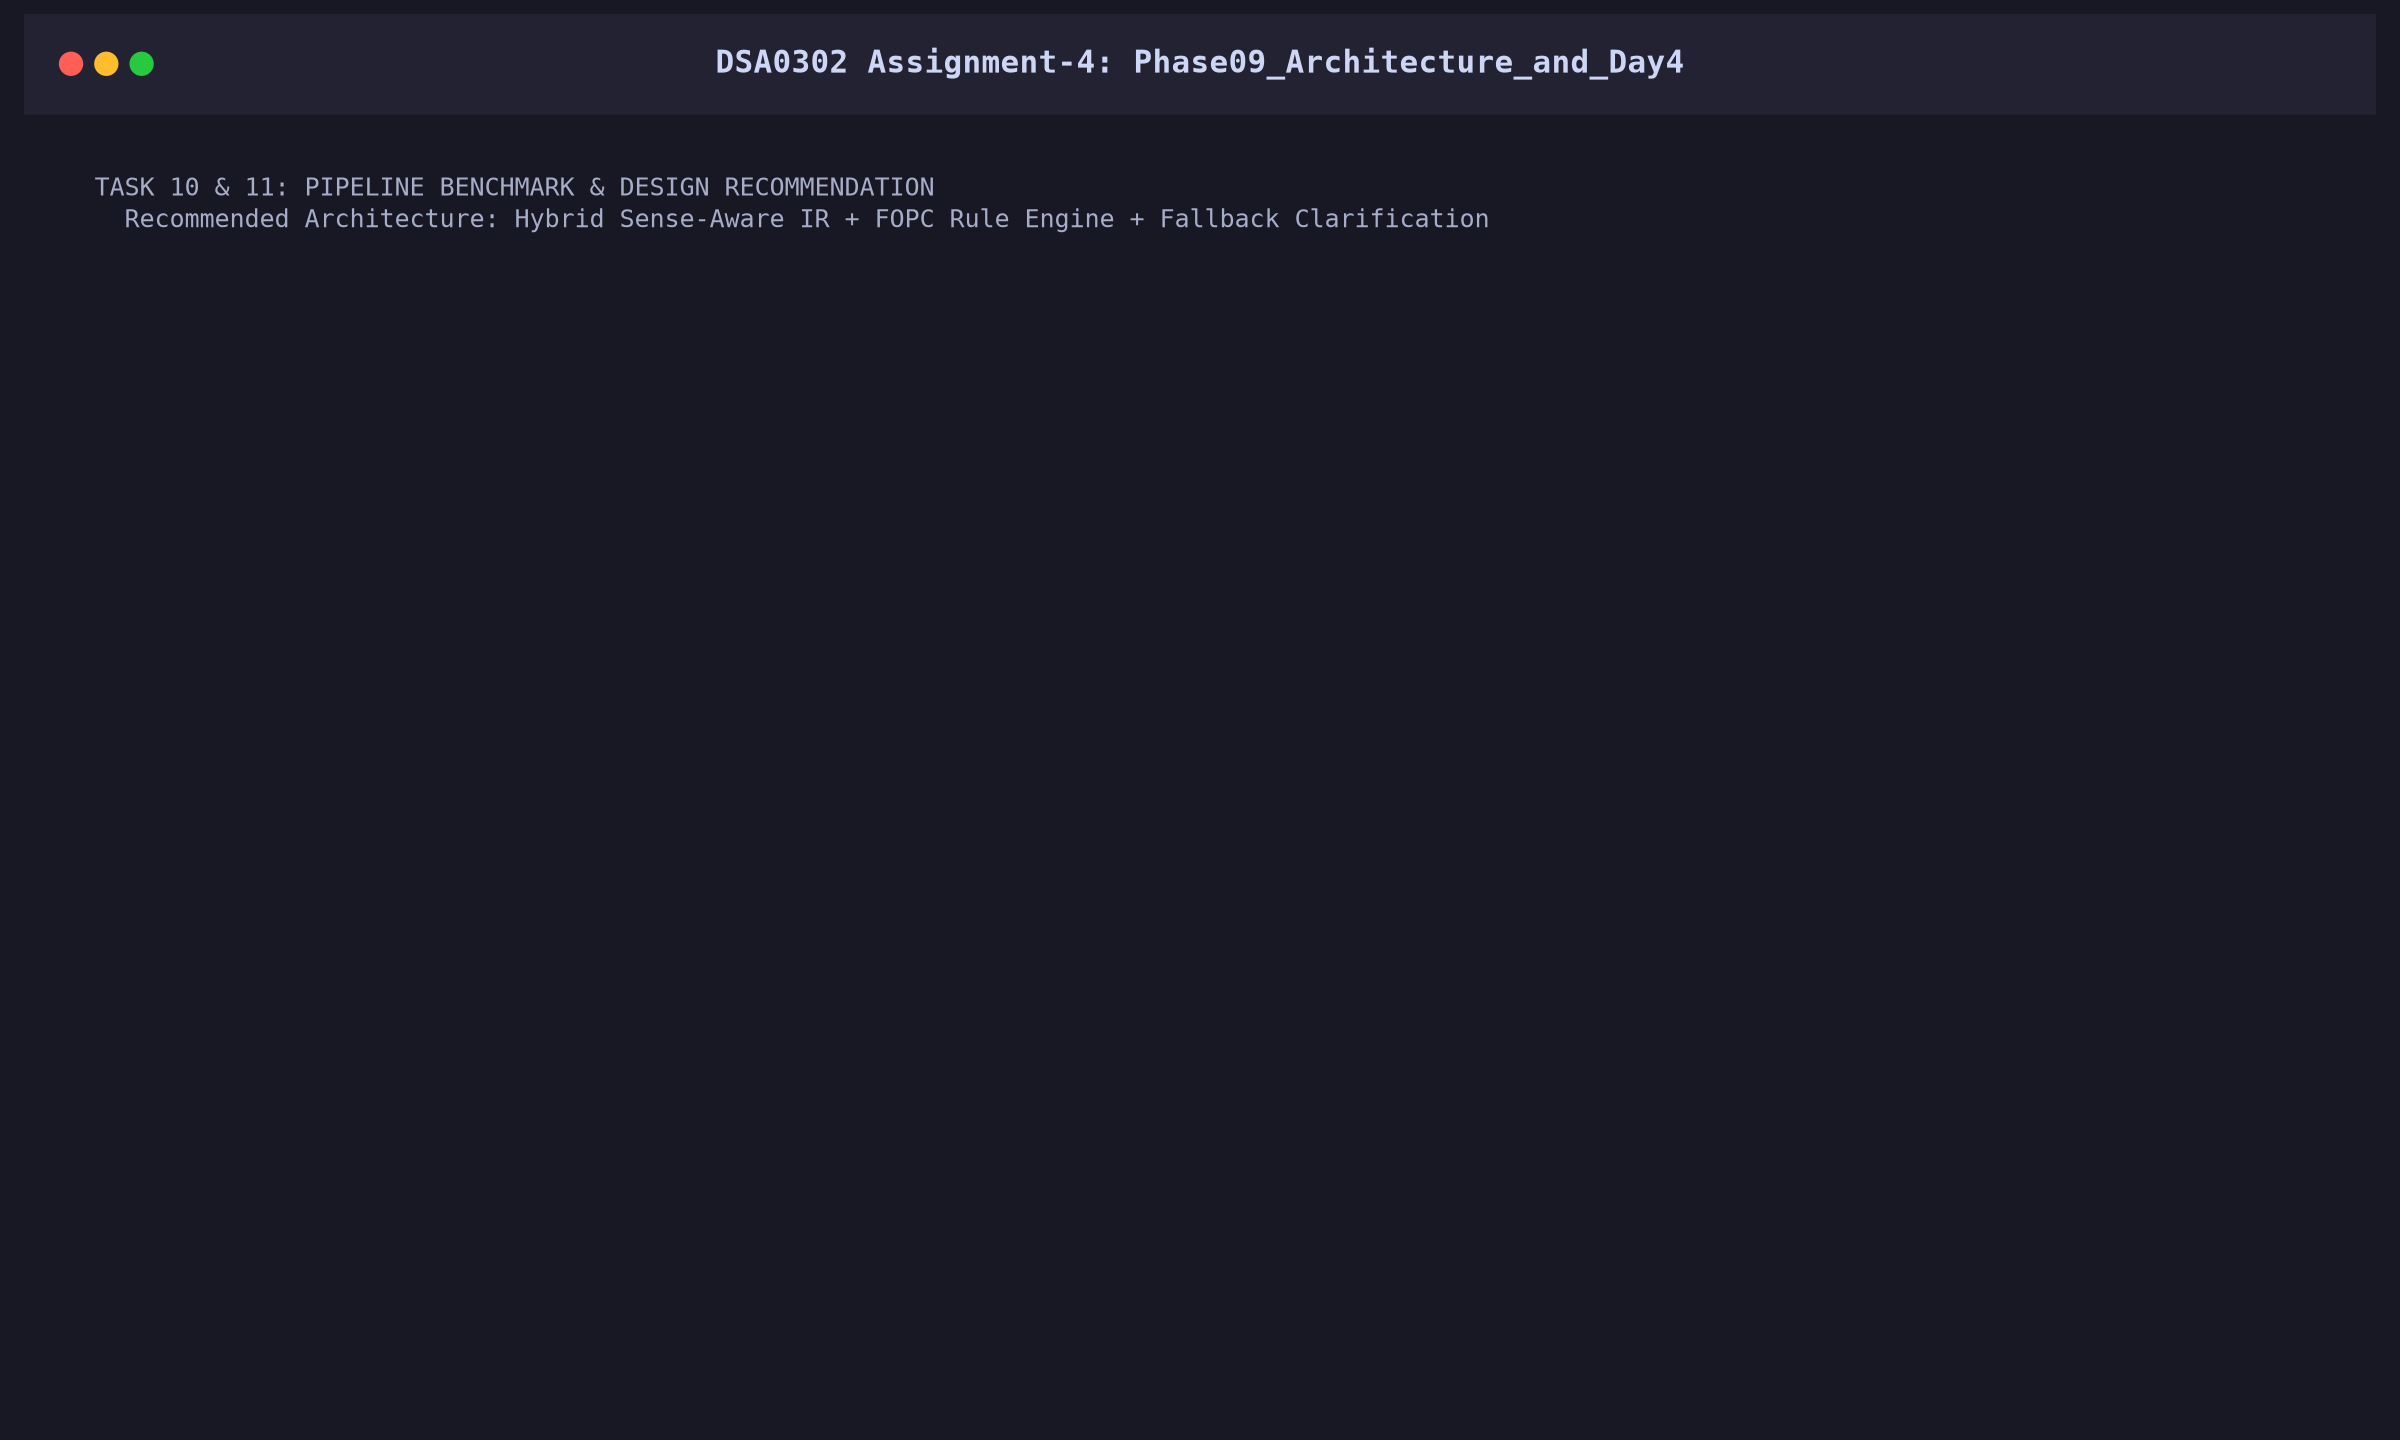 DSA0302 Assignment-4: Phase09_Architecture_and_Day4
TASK 10 & 11: PIPELINE BENCHMARK & DESIGN RECOMMENDATION
Recommended Architecture: Hybrid Sense-Aware IR + FOPC Rule Engine + Fallback Clarification